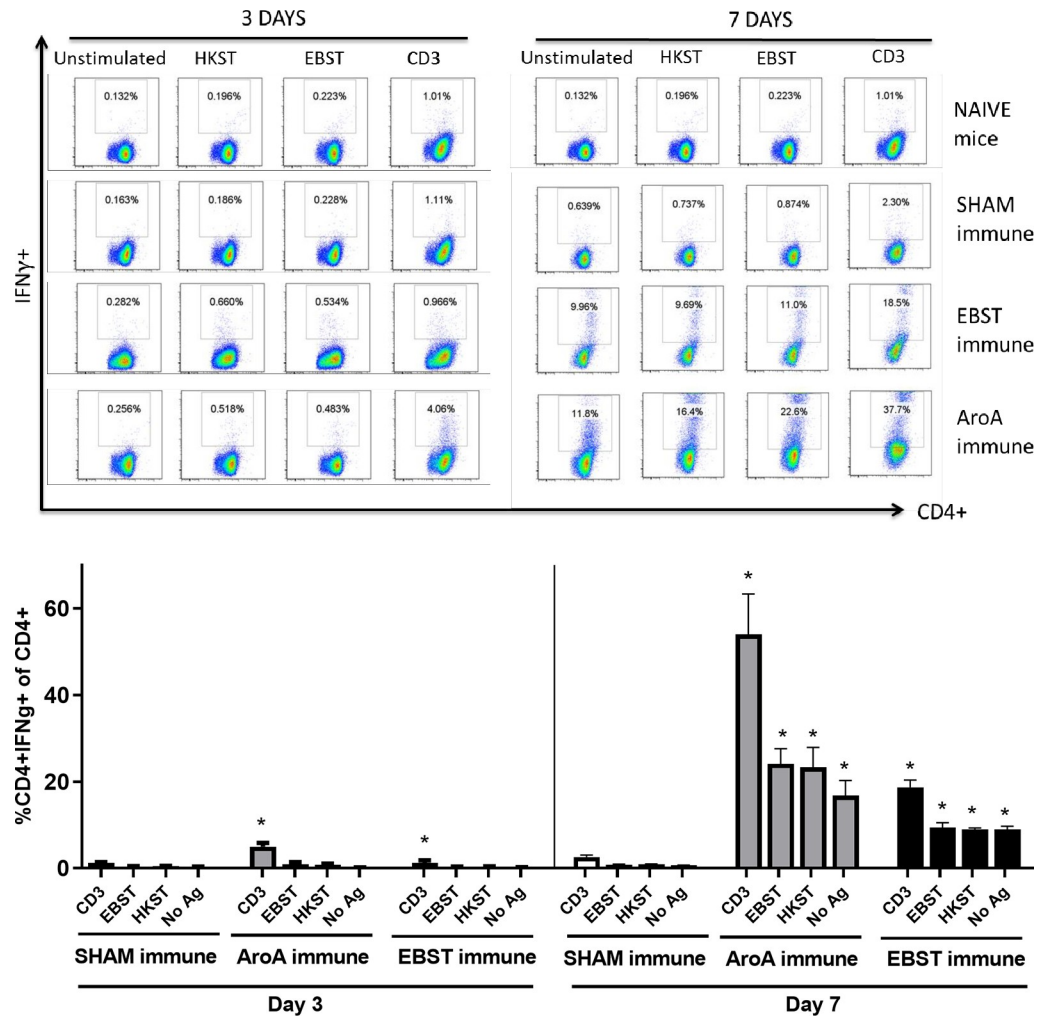 3 DAYS 7 DAYS
Unstimulated HKST EBST CD3 Unstimulated HKST EBST CD3
0.132% 0.196% 0.223% 1.01% 0.132% 0.196% 0.223% 1.01%
NAIVE
mice
0.163% 0.186% 0.228% 1.11% 0.639% 0.737% 0.874% 2.30%
SHAM
immune
0.282% 0.660% 0.534% 0.966% 9.96% 9.69% 11.0% 18.5%
EBST
immune
0.256% 0.518% 0.483% 4.06% 11.8% 16.4% 22.6% 37.7%
AroA
immune
IFNγ+
CD4+
%CD4+IFNg+ of CD4+
60
40
20
0
* * * * * * * * * *
CD3 EBST HKST No Ag CD3 EBST HKST No Ag CD3 EBST HKST No Ag CD3 EBST HKST No Ag CD3 EBST HKST No Ag CD3 EBST HKST No Ag
SHAM immune AroA immune EBST immune SHAM immune AroA immune EBST immune
Day 3 Day 7